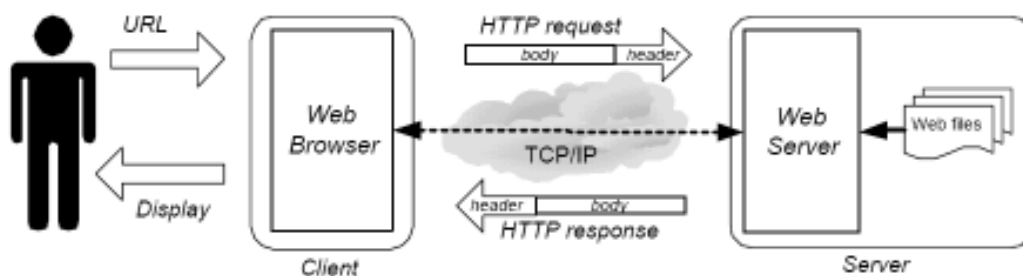 URL
Display
Web
Browser
Client
HTTP request
body
header
TCP/IP
header
body
HTTP response
Web
Server
Web files
Server